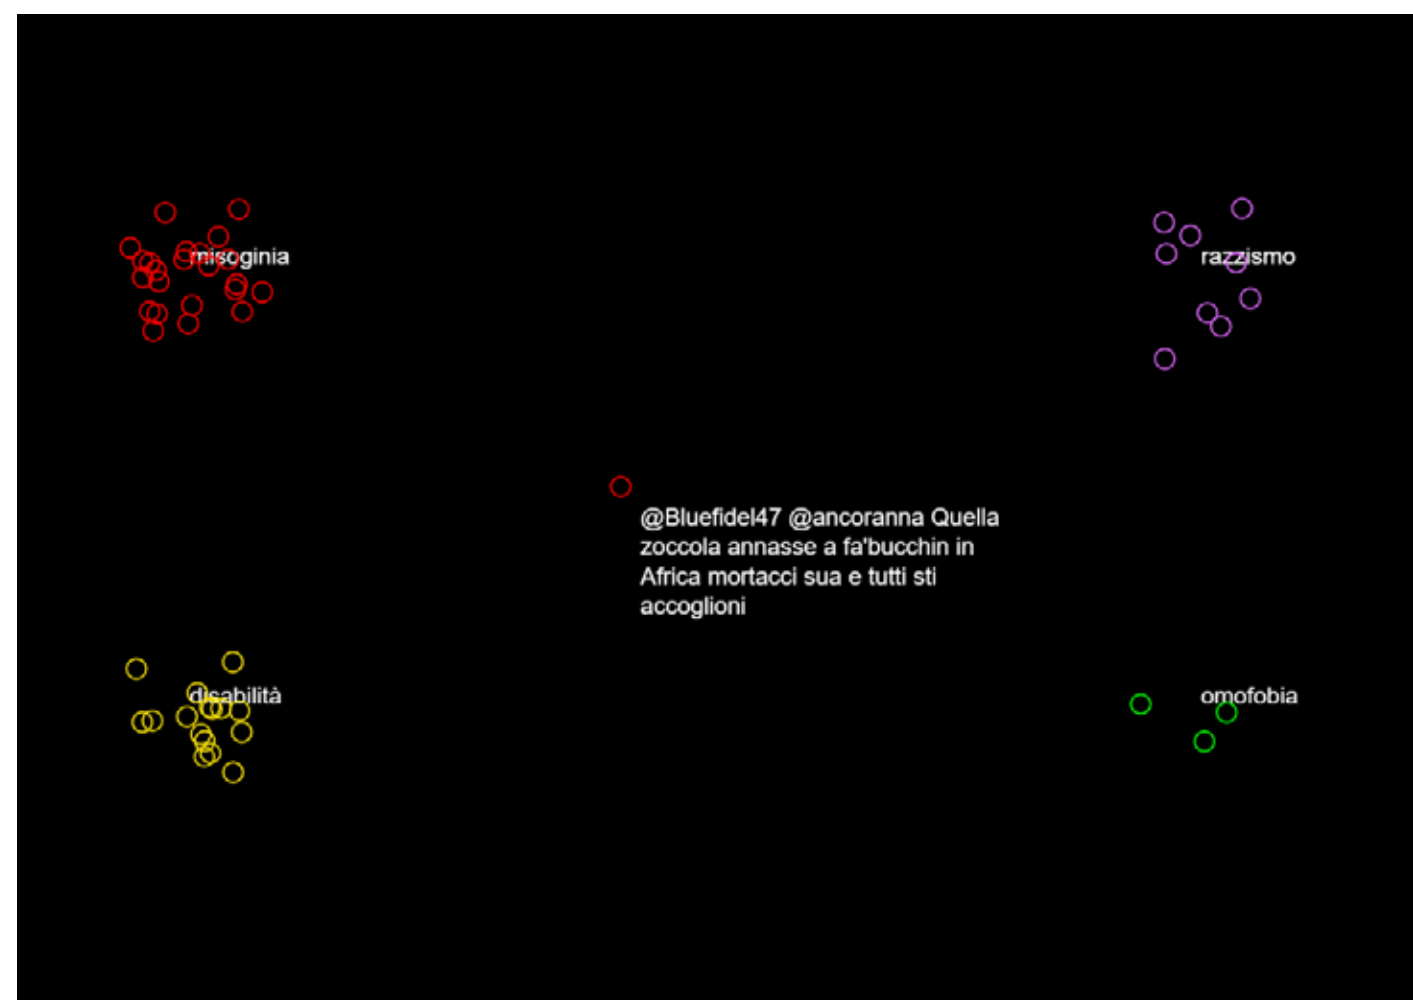 misoginia
razzismo
@Bluefidel47 @ancoranna Quella
zoccola annasse a fa'bucchin in
Africa mortacci sua e tutti sti
accoglioni
disabilità
omofobia